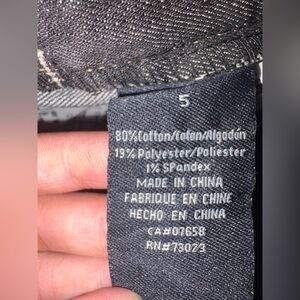 5
80% Cotton/Coton/Algodón
19% Polyester/Poliester
1% SPandex
MADE IN CHINA
FABRIQUE EN CHINE
HECHO EN CHINA
CA#07658
RN#73023